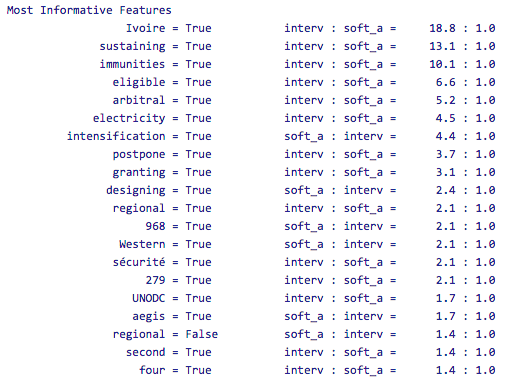 Most Informative Features
Ivoire = True interv : soft_a = 18.8 : 1.0
sustaining = True interv : soft_a = 13.1 : 1.0
immunities = True interv : soft_a = 10.1 : 1.0
eligible = True interv : soft_a = 6.6 : 1.0
arbitral = True interv : soft_a = 5.2 : 1.0
electricity = True interv : soft_a = 4.5 : 1.0
intensification = True soft_a : interv = 4.4 : 1.0
postpone = True interv : soft_a = 3.7 : 1.0
granting = True interv : soft_a = 3.1 : 1.0
designing = True soft_a : interv = 2.4 : 1.0
regional = True interv : soft_a = 2.1 : 1.0
968 = True soft_a : interv = 2.1 : 1.0
Western = True soft_a : interv = 2.1 : 1.0
sécurité = True soft_a : interv = 2.1 : 1.0
279 = True interv : soft_a = 2.1 : 1.0
UNODC = True interv : soft_a = 1.7 : 1.0
aegis = True soft_a : interv = 1.7 : 1.0
regional = False soft_a : interv = 1.4 : 1.0
second = True interv : soft_a = 1.4 : 1.0
four = True interv : soft_a = 1.4 : 1.0